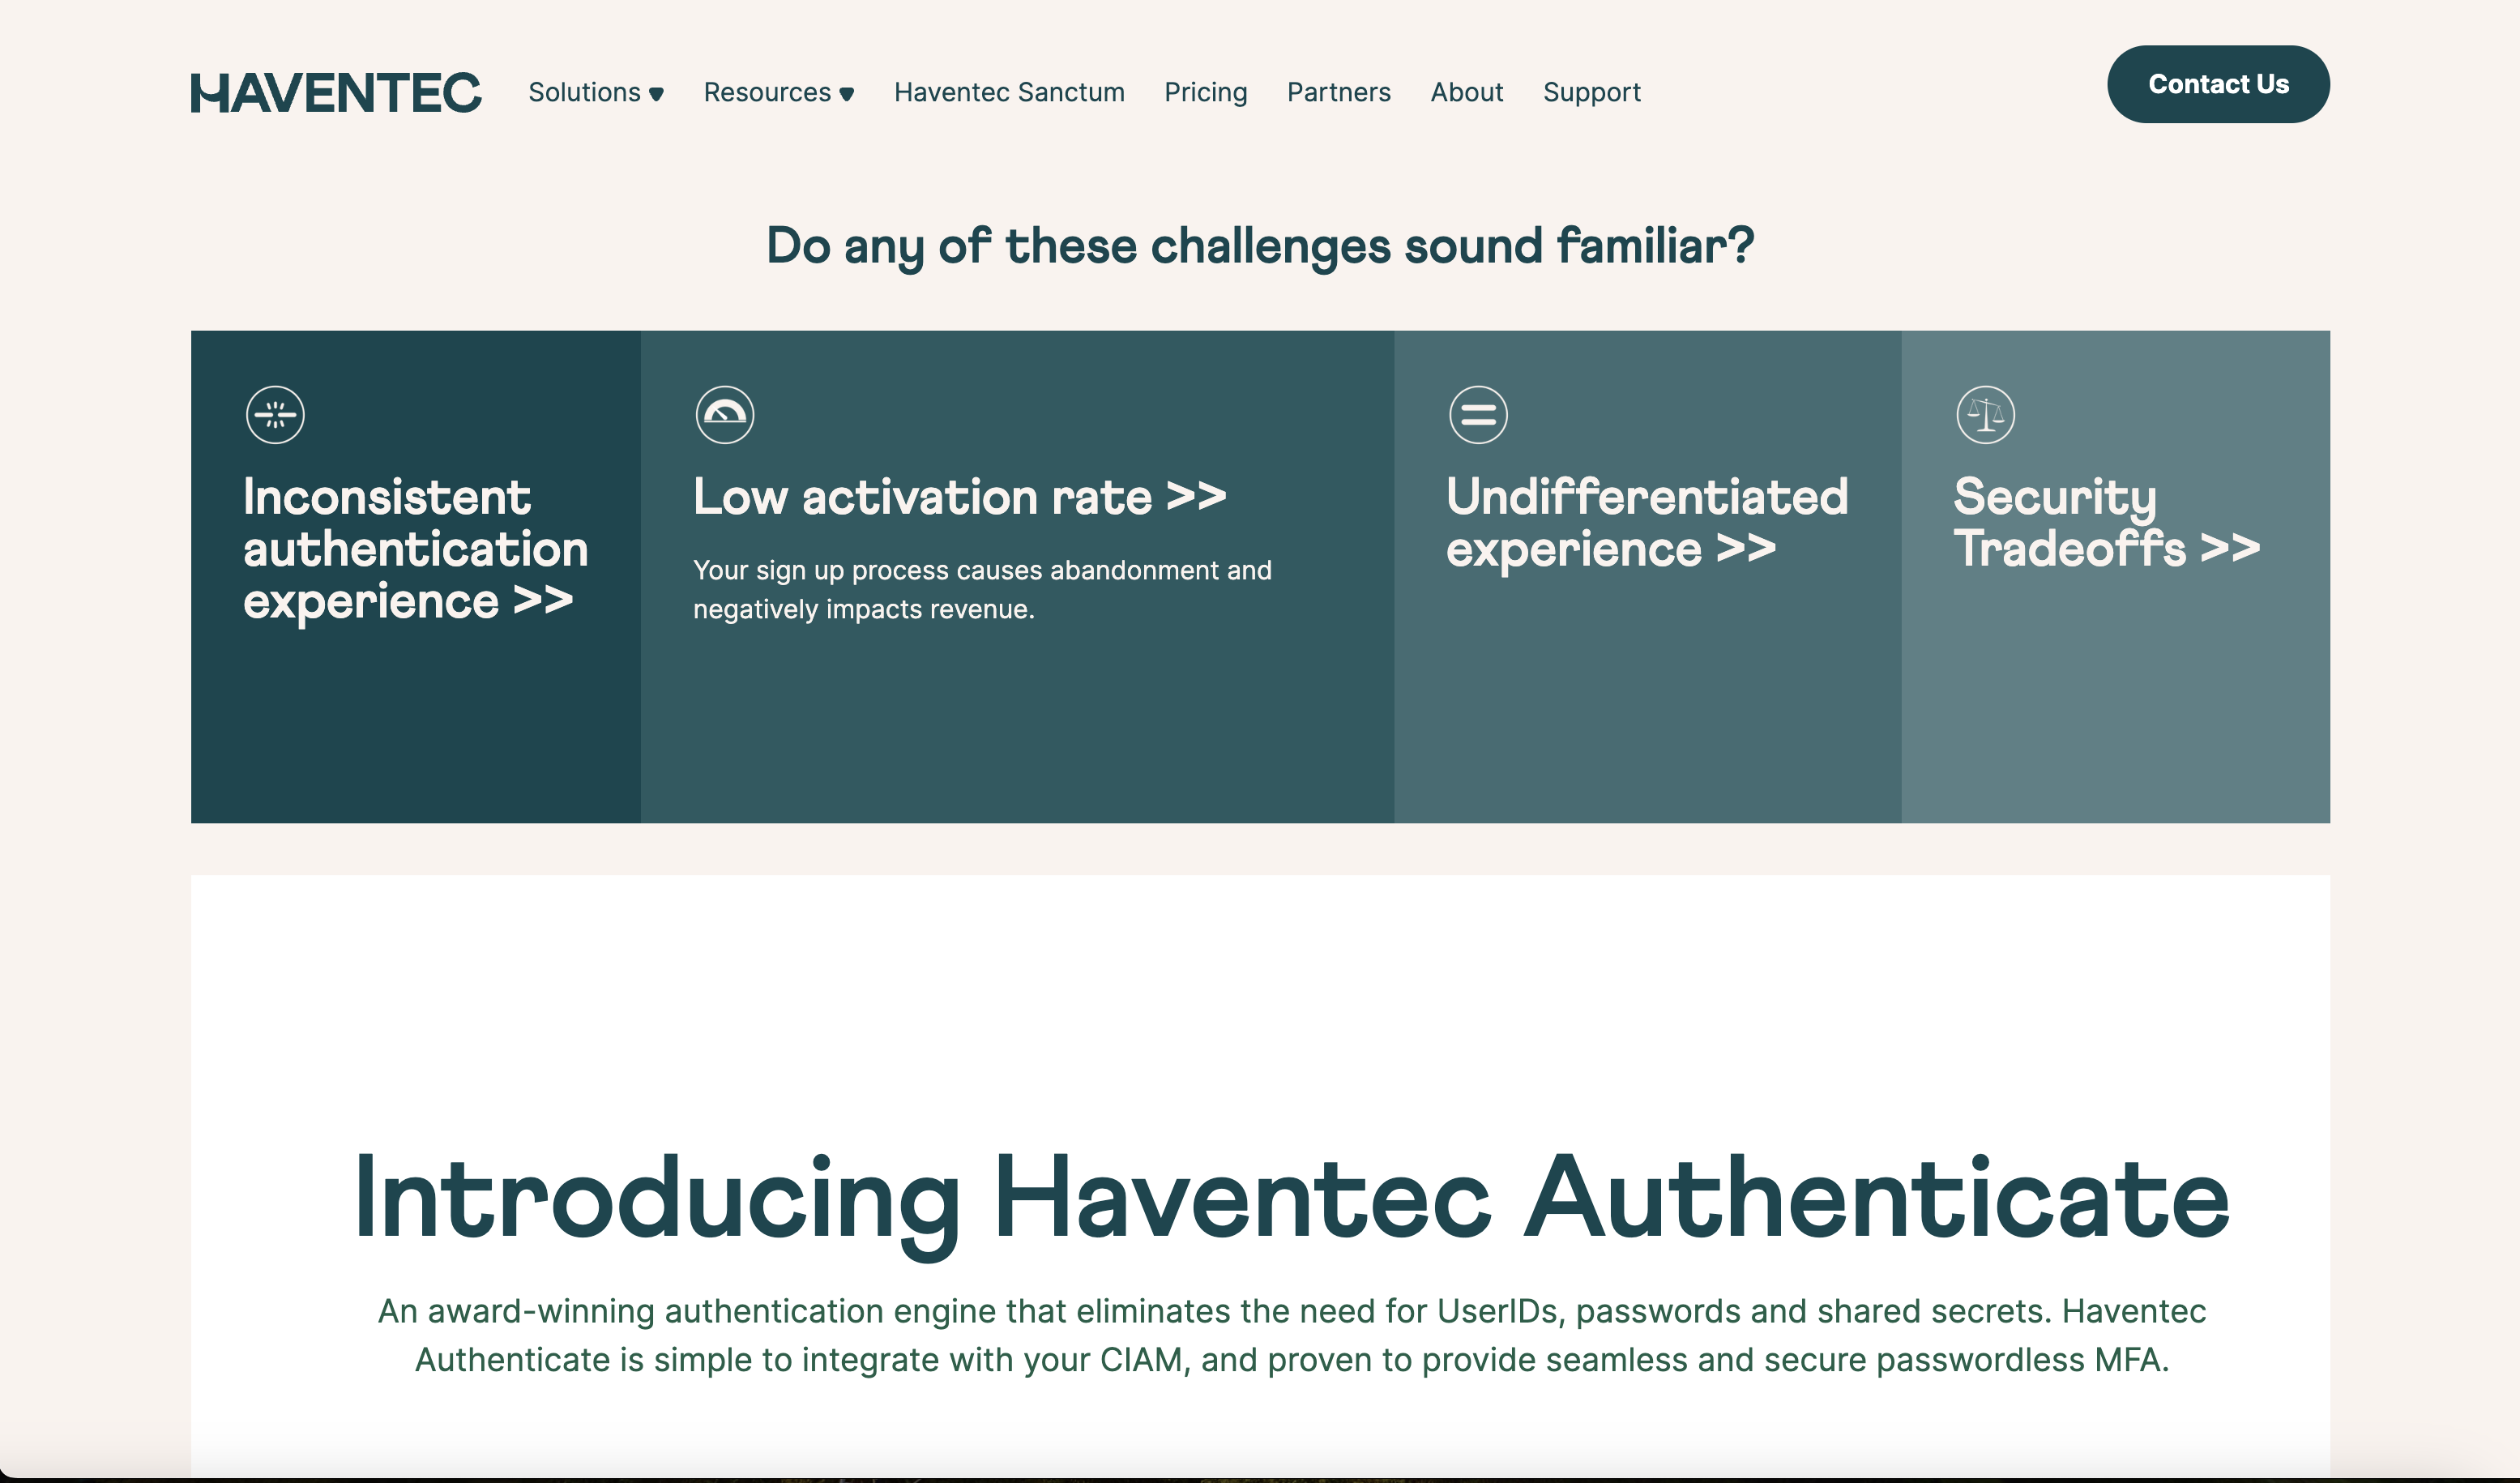 HAVENTEC
Solutions
Resources
Haventec Sanctum
Pricing
Partners
About
Support
Contact Us
Do any of these challenges sound familiar?
Inconsistent
authentication
experience >>
Low activation rate >>
Your sign up process causes abandonment and
negatively impacts revenue.
Undifferentiated
experience >>
Security
Tradeoffs >>
Introducing Haventec Authenticate
An award-winning authentication engine that eliminates the need for UserIDs, passwords and shared secrets. Haventec
Authenticate is simple to integrate with your CIAM, and proven to provide seamless and secure passwordless MFA.